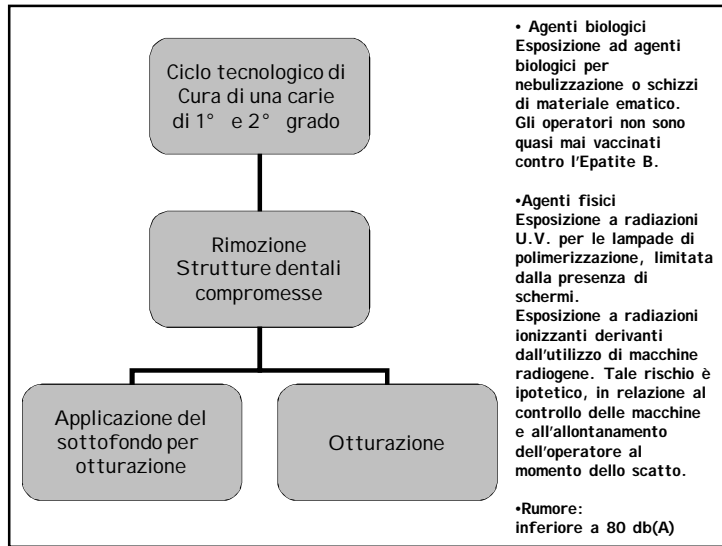 Ciclo tecnologico di
Cura di una carie
di 1° e 2° grado
Rimozione
Strutture dentali
compromesse
Applicazione del
sottofondo per
otturazione
Otturazione
• Agenti biologici
Esposizione ad agenti
biologici per
nebulizzazione o schizzi
di materiale ematico.
Gli operatori non sono
quasi mai vaccinati
contro l'Epatite B.
•Agenti fisici
Esposizione a radiazioni
U.V. per le lampade di
polimerizzazione, limitata
dalla presenza di
schermi.
Esposizione a radiazioni
ionizzanti derivanti
dall'utilizzo di macchine
radiogene. Tale rischio è
ipotetico, in relazione al
controllo delle macchine
e all'allontanamento
dell'operatore al
momento dello scatto.
•Rumore:
inferiore a 80 db(A)